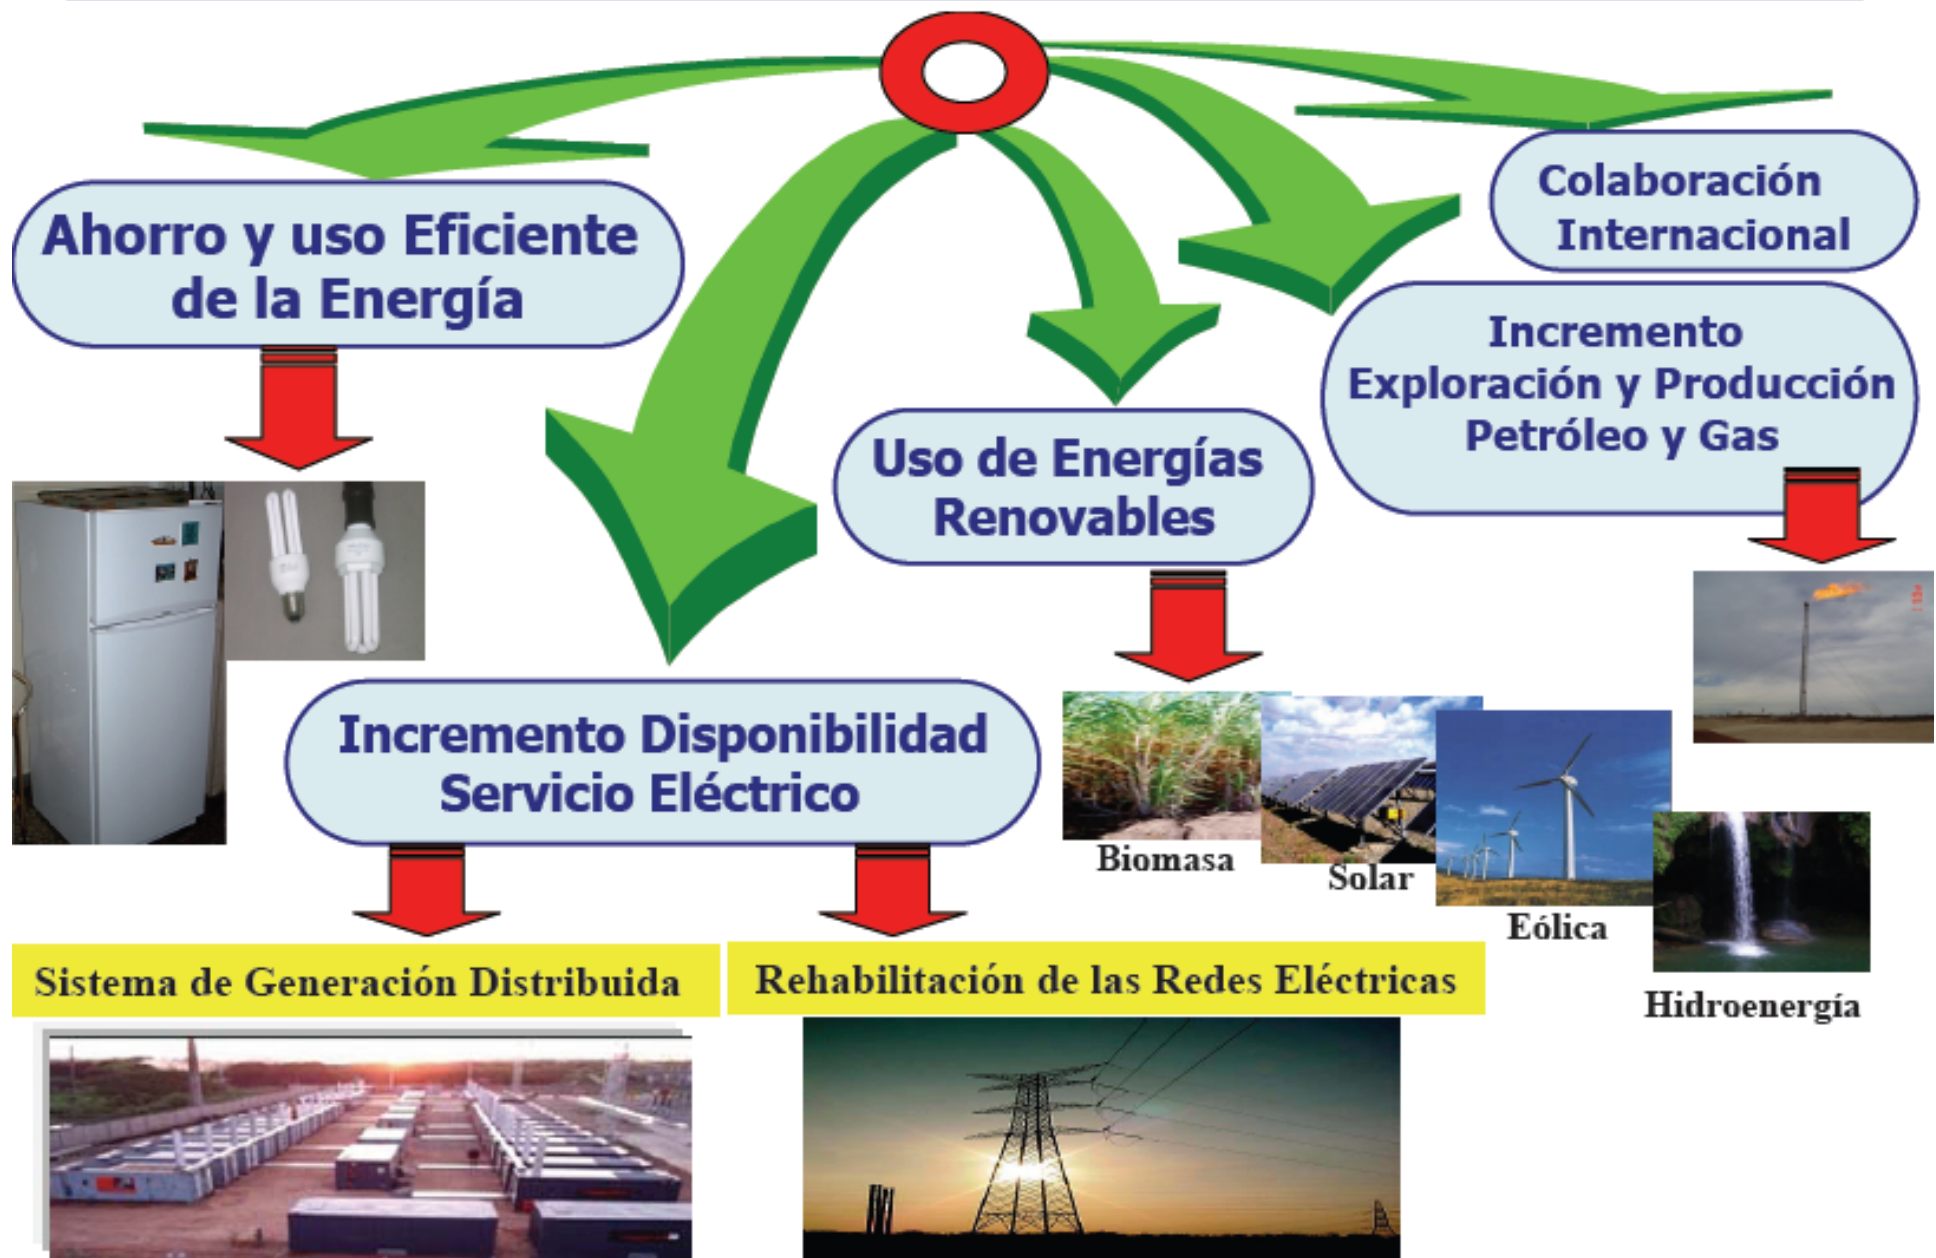 Ahorro y uso Eficiente
de la Energía
Colaboración
Internacional
Incremento
Exploración y Producción
Petróleo y Gas
Uso de Energías
Renovables
Incremento Disponibilidad
Servicio Eléctrico
Biomasa
Solar
Eólica
Hidroenergía
Sistema de Generación Distribuida
Rehabilitación de las Redes Eléctricas